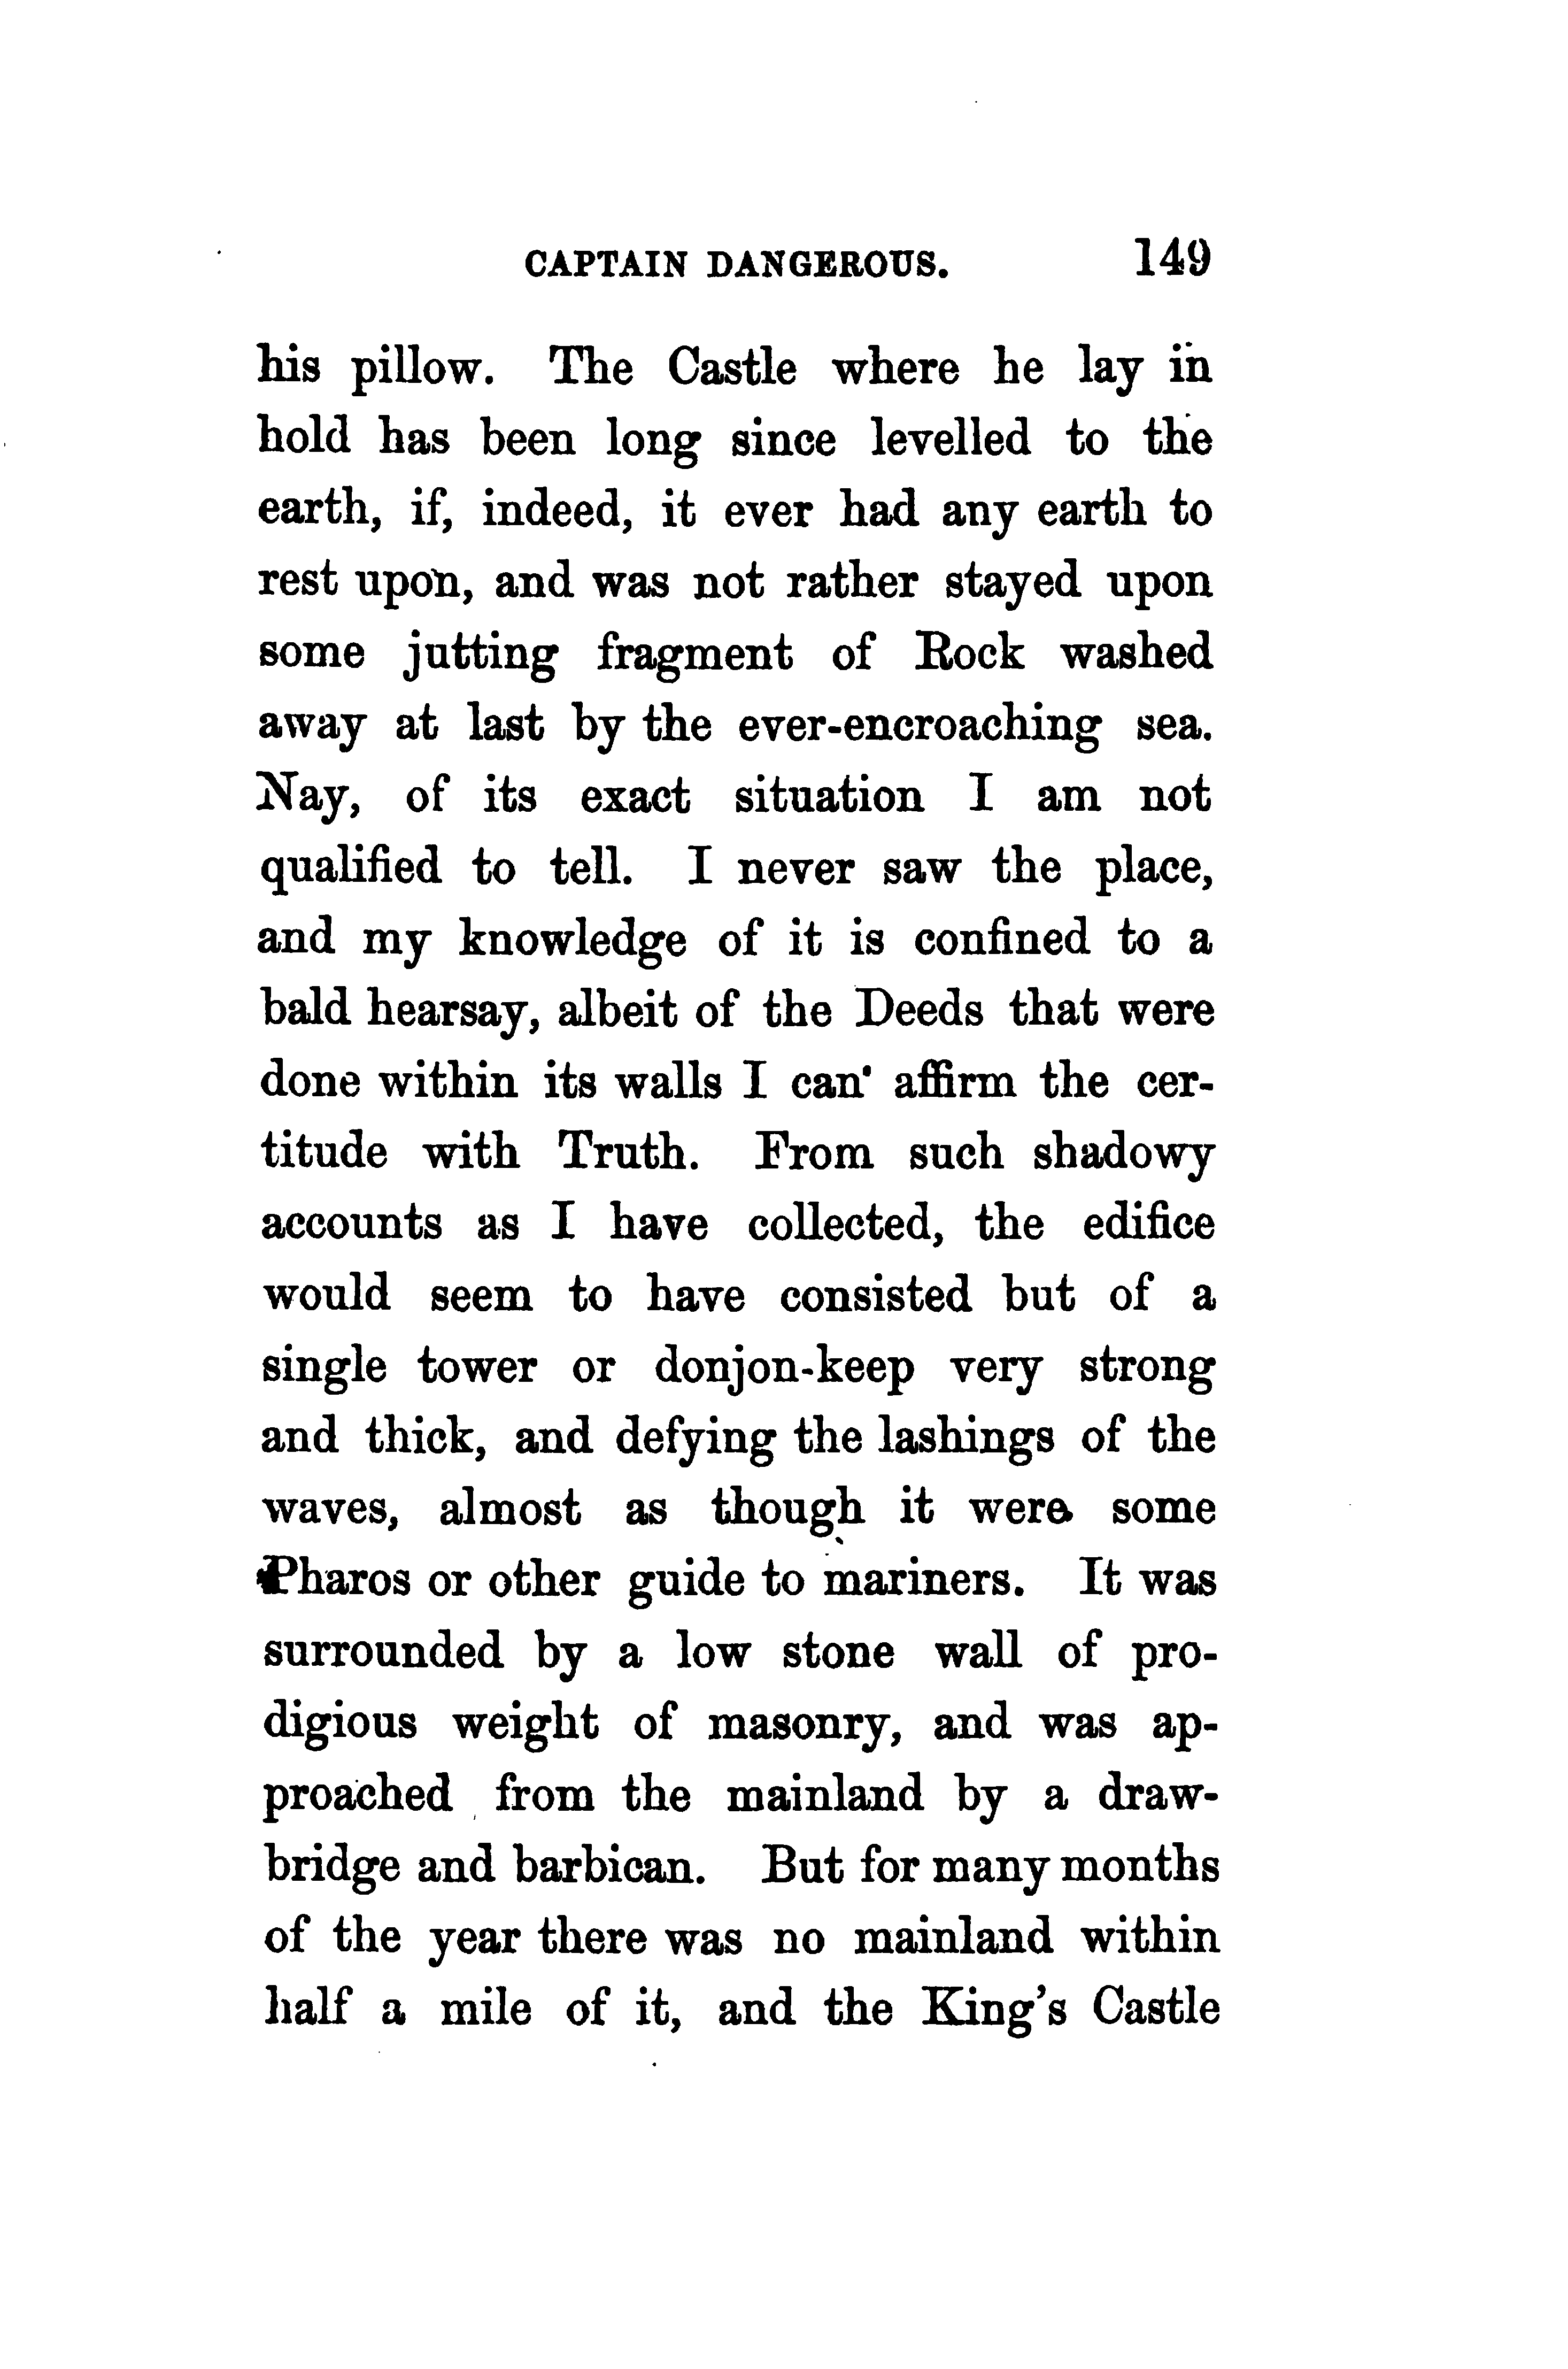 CAPTAIN DANGEROUS. 149
his pillow. The Castle where he lay in
hold has been long since levelled to the
earth, if, indeed, it ever had any earth to
rest upon, and was not rather stayed upon
some jutting fragment of Rock washed
away at last by the ever-encroaching sea.
Nay, of its exact situation I am not
qualified to tell. I never saw the place,
and my knowledge of it is confined to a
bald hearsay, albeit of the Deeds that were
done within its walls I can affirm the cer-
titude with Truth. From such shadowy
accounts as I have collected, the edifice
would seem to have consisted but of a
single tower or donjon-keep very strong
and thick, and defying the lashings of the
waves, almost as though it were some
Pharos or other guide to mariners. It was
surrounded by a low stone wall of pro-
digious weight of masonry, and was ap-
proached from the mainland by a draw-
bridge and barbican. But for many months
of the year there was no mainland within
half a mile of it, and the King's Castle